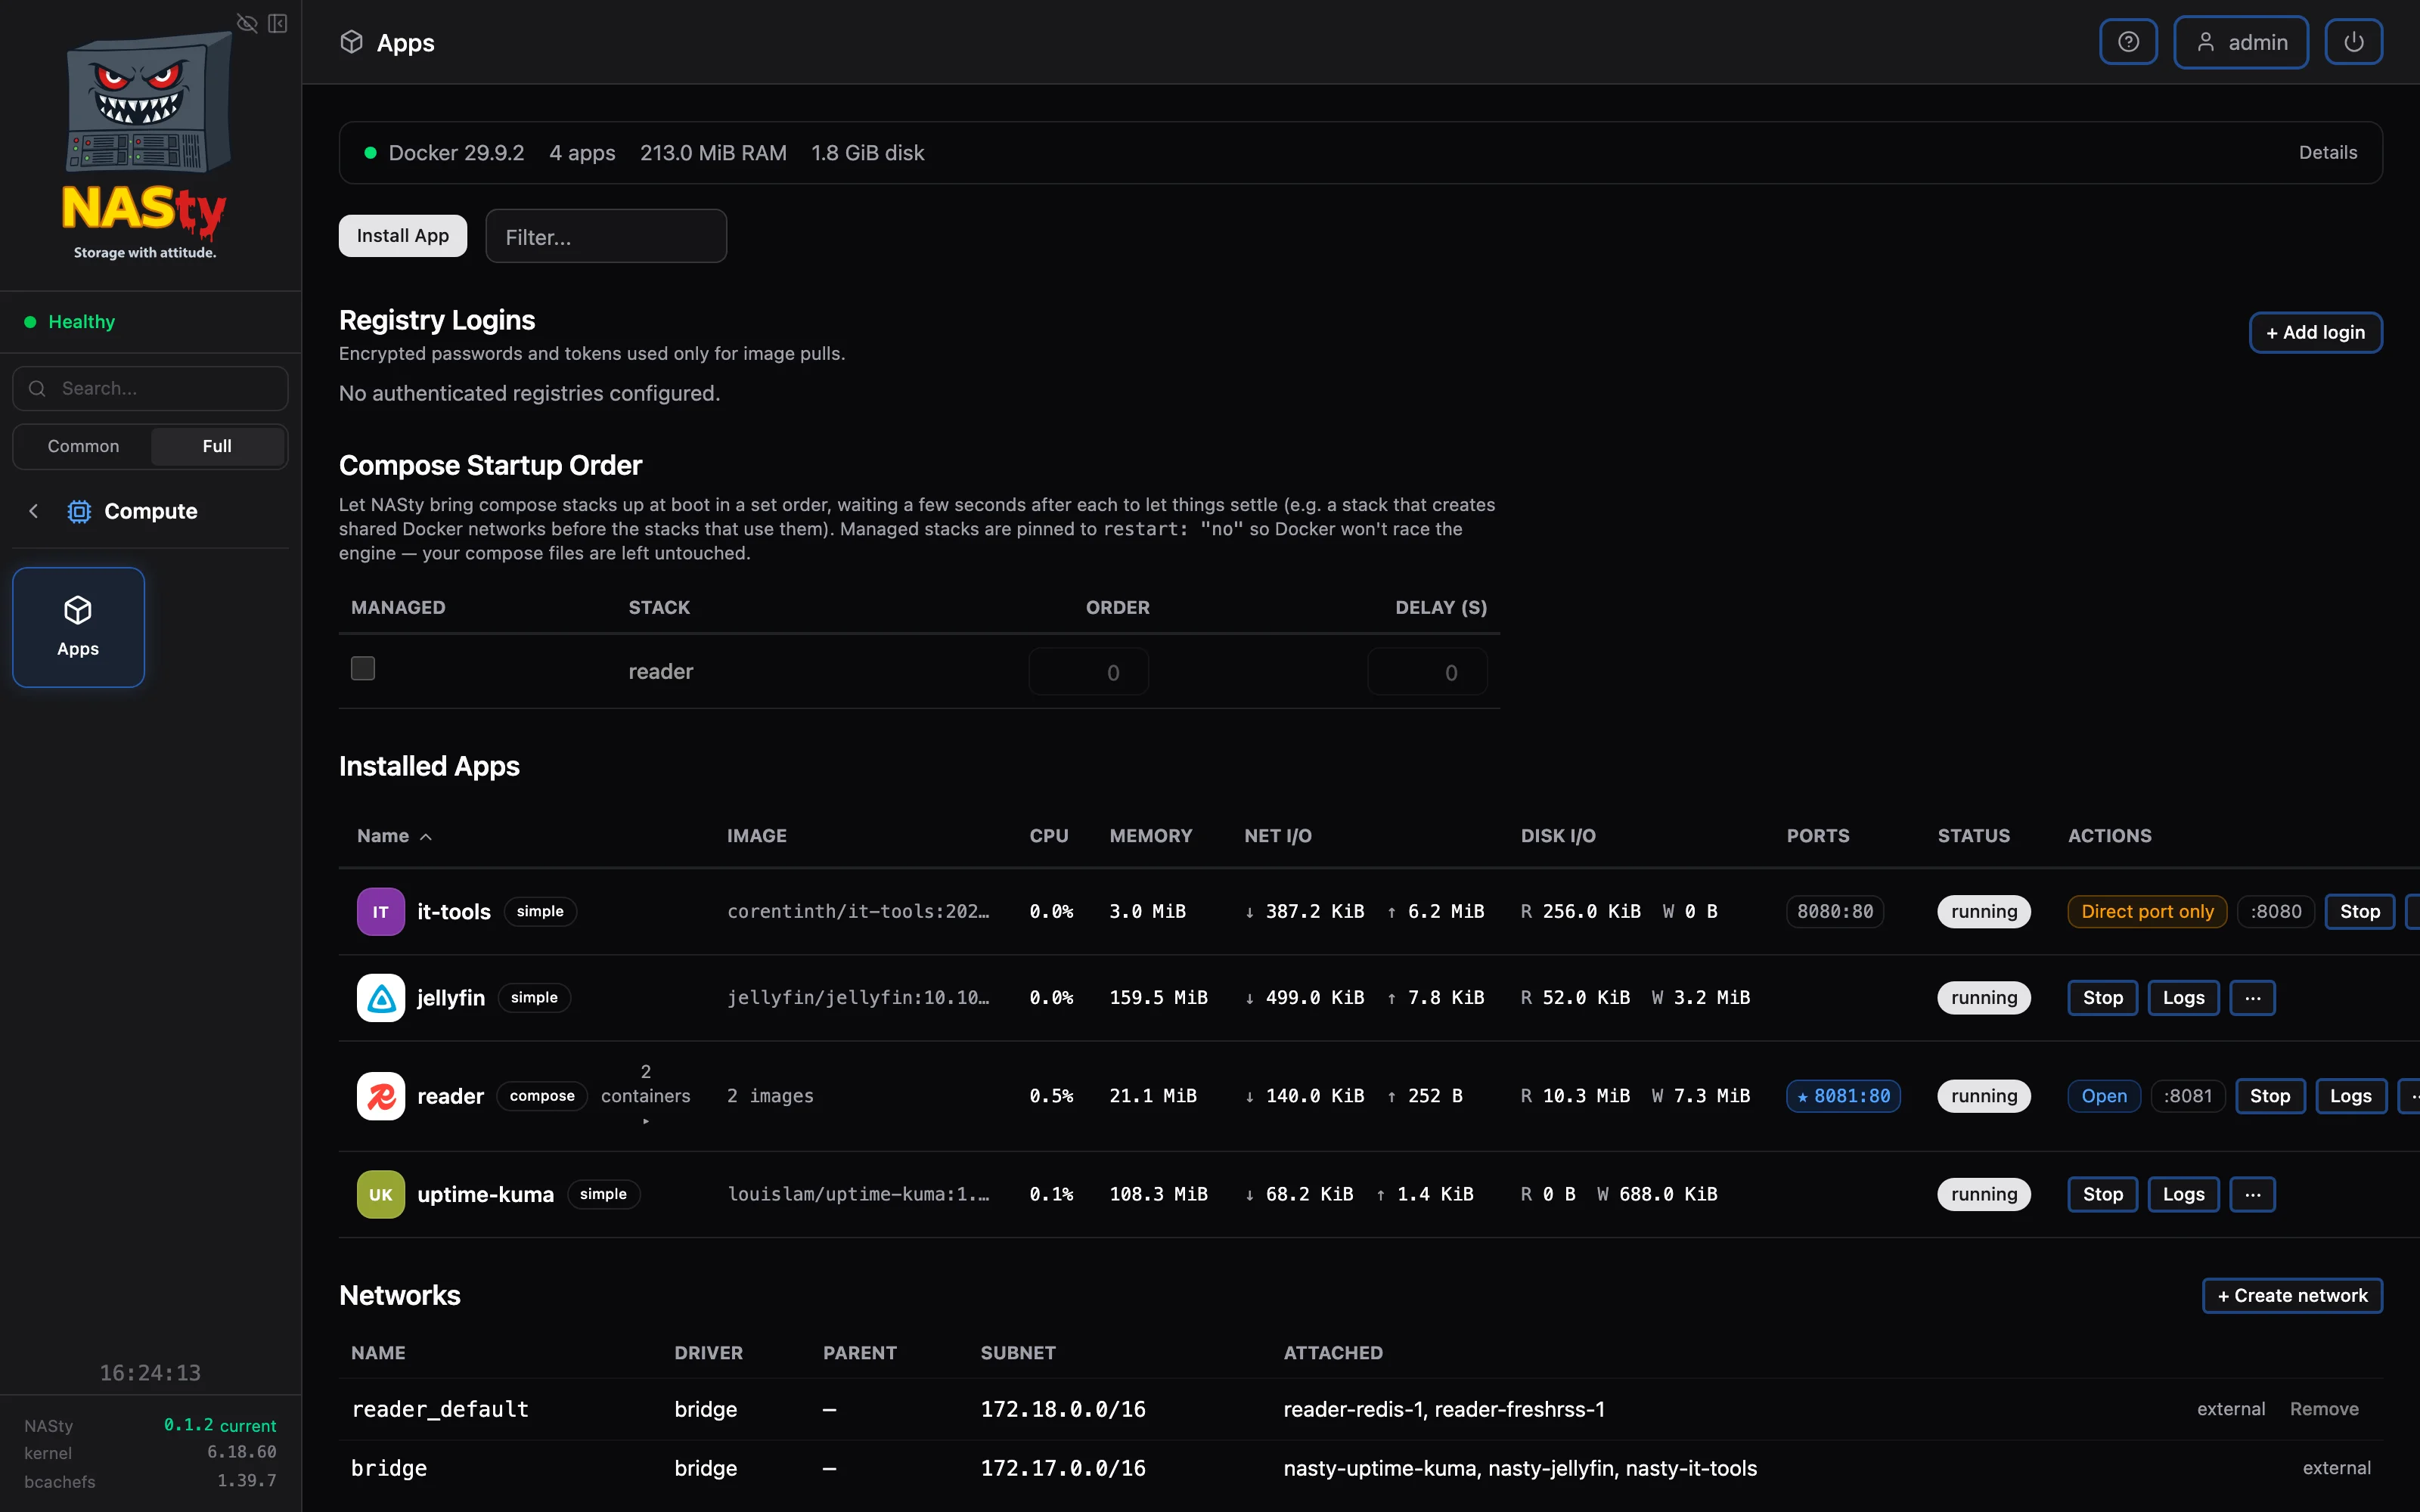 NASty
Storage with attitude.
Healthy
Search...
Common Full
Compute
Apps
16:24:13
NASty 0.1.2 current
kernel 6.18.60
bcachefs 1.39.7
Apps
admin
Docker 29.9.2 4 apps 213.0 MiB RAM 1.8 GiB disk Details
Install App Filter...
Registry Logins
Encrypted passwords and tokens used only for image pulls.
+ Add login
No authenticated registries configured.
Compose Startup Order
Let NASty bring compose stacks up at boot in a set order, waiting a few seconds after each to let things settle (e.g. a stack that creates
shared Docker networks before the stacks that use them). Managed stacks are pinned to restart: "no" so Docker won't race the
engine — your compose files are left untouched.
MANAGED STACK ORDER DELAY (S)
reader 0 0
Installed Apps
Name IMAGE CPU MEMORY NET I/O DISK I/O PORTS STATUS ACTIONS
IT it-tools simple corentinth/it-tools:202… 0.0% 3.0 MiB ↓ 387.2 KiB ↑ 6.2 MiB R 256.0 KiB W 0 B 8080:80 running Direct port only :8080 Stop
jellyfin simple jellyfin/jellyfin:10.10… 0.0% 159.5 MiB ↓ 499.0 KiB ↑ 7.8 KiB R 52.0 KiB W 3.2 MiB running Stop Logs ···
reader compose 2 containers ▸ 2 images 0.5% 21.1 MiB ↓ 140.0 KiB ↑ 252 B R 10.3 MiB W 7.3 MiB ★ 8081:80 running Open :8081 Stop Logs ··
UK uptime-kuma simple louislam/uptime-kuma:1.… 0.1% 108.3 MiB ↓ 68.2 KiB ↑ 1.4 KiB R 0 B W 688.0 KiB running Stop Logs ···
Networks + Create network
NAME DRIVER PARENT SUBNET ATTACHED
reader_default bridge — 172.18.0.0/16 reader-redis-1, reader-freshrss-1 external Remove
bridge bridge — 172.17.0.0/16 nasty-uptime-kuma, nasty-jellyfin, nasty-it-tools external